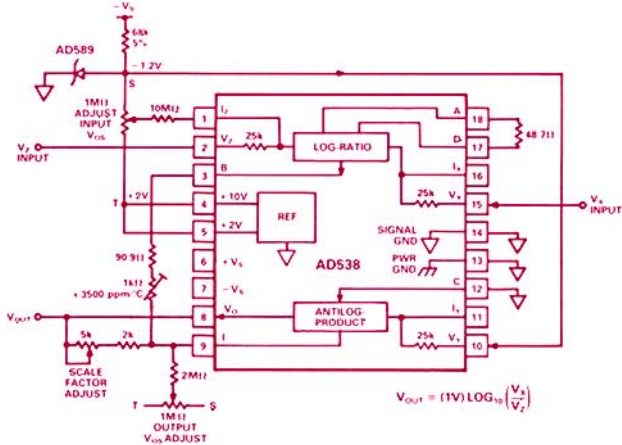 −Vs
68k
5%
AD589
−1.2V
S
1MΩ
ADJUST
INPUT
VOS
10MΩ
1
IZ
A
18
VZ
INPUT
2
VZ
25k
LOG-RATIO
D
17
48.7Ω
3
B
IX
16
T
+2V
4
+10V
REF
25k
VX
15
VX
INPUT
5
+2V
SIGNAL
GND
14
6
+VS
AD538
PWR
GND
13
90.9Ω
1kΩ
+3500 ppm/°C
7
−VS
C
12
VOUT
8
VO
ANTILOG-
PRODUCT
IY
11
5k
2k
9
I
25k
VY
10
SCALE
FACTOR
ADJUST
2MΩ
T
S
1MΩ
OUTPUT
VOS ADJUST
VOUT = (1V) LOG10 (VX/VZ)